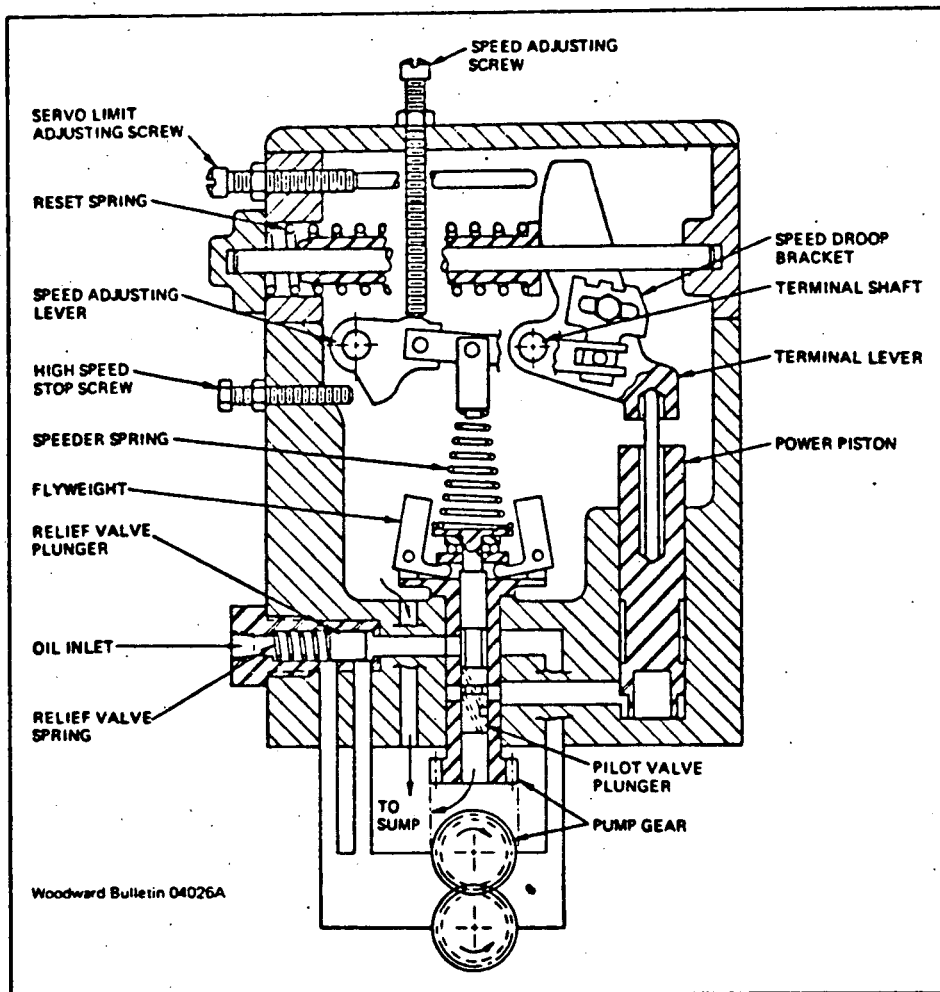 SPEED ADJUSTING
SCREW
SERVO LIMIT
ADJUSTING SCREW
RESET SPRING
SPEED DROOP
BRACKET
SPEED ADJUSTING
LEVER
TERMINAL SHAFT
TERMINAL LEVER
HIGH SPEED
STOP SCREW
POWER PISTON
SPEEDER SPRING
FLYWEIGHT
RELIEF VALVE
PLUNGER
OIL INLET
RELIEF VALVE
SPRING
PILOT VALVE
PLUNGER
TO
SUMP
PUMP GEAR
Woodward Bulletin 04026A